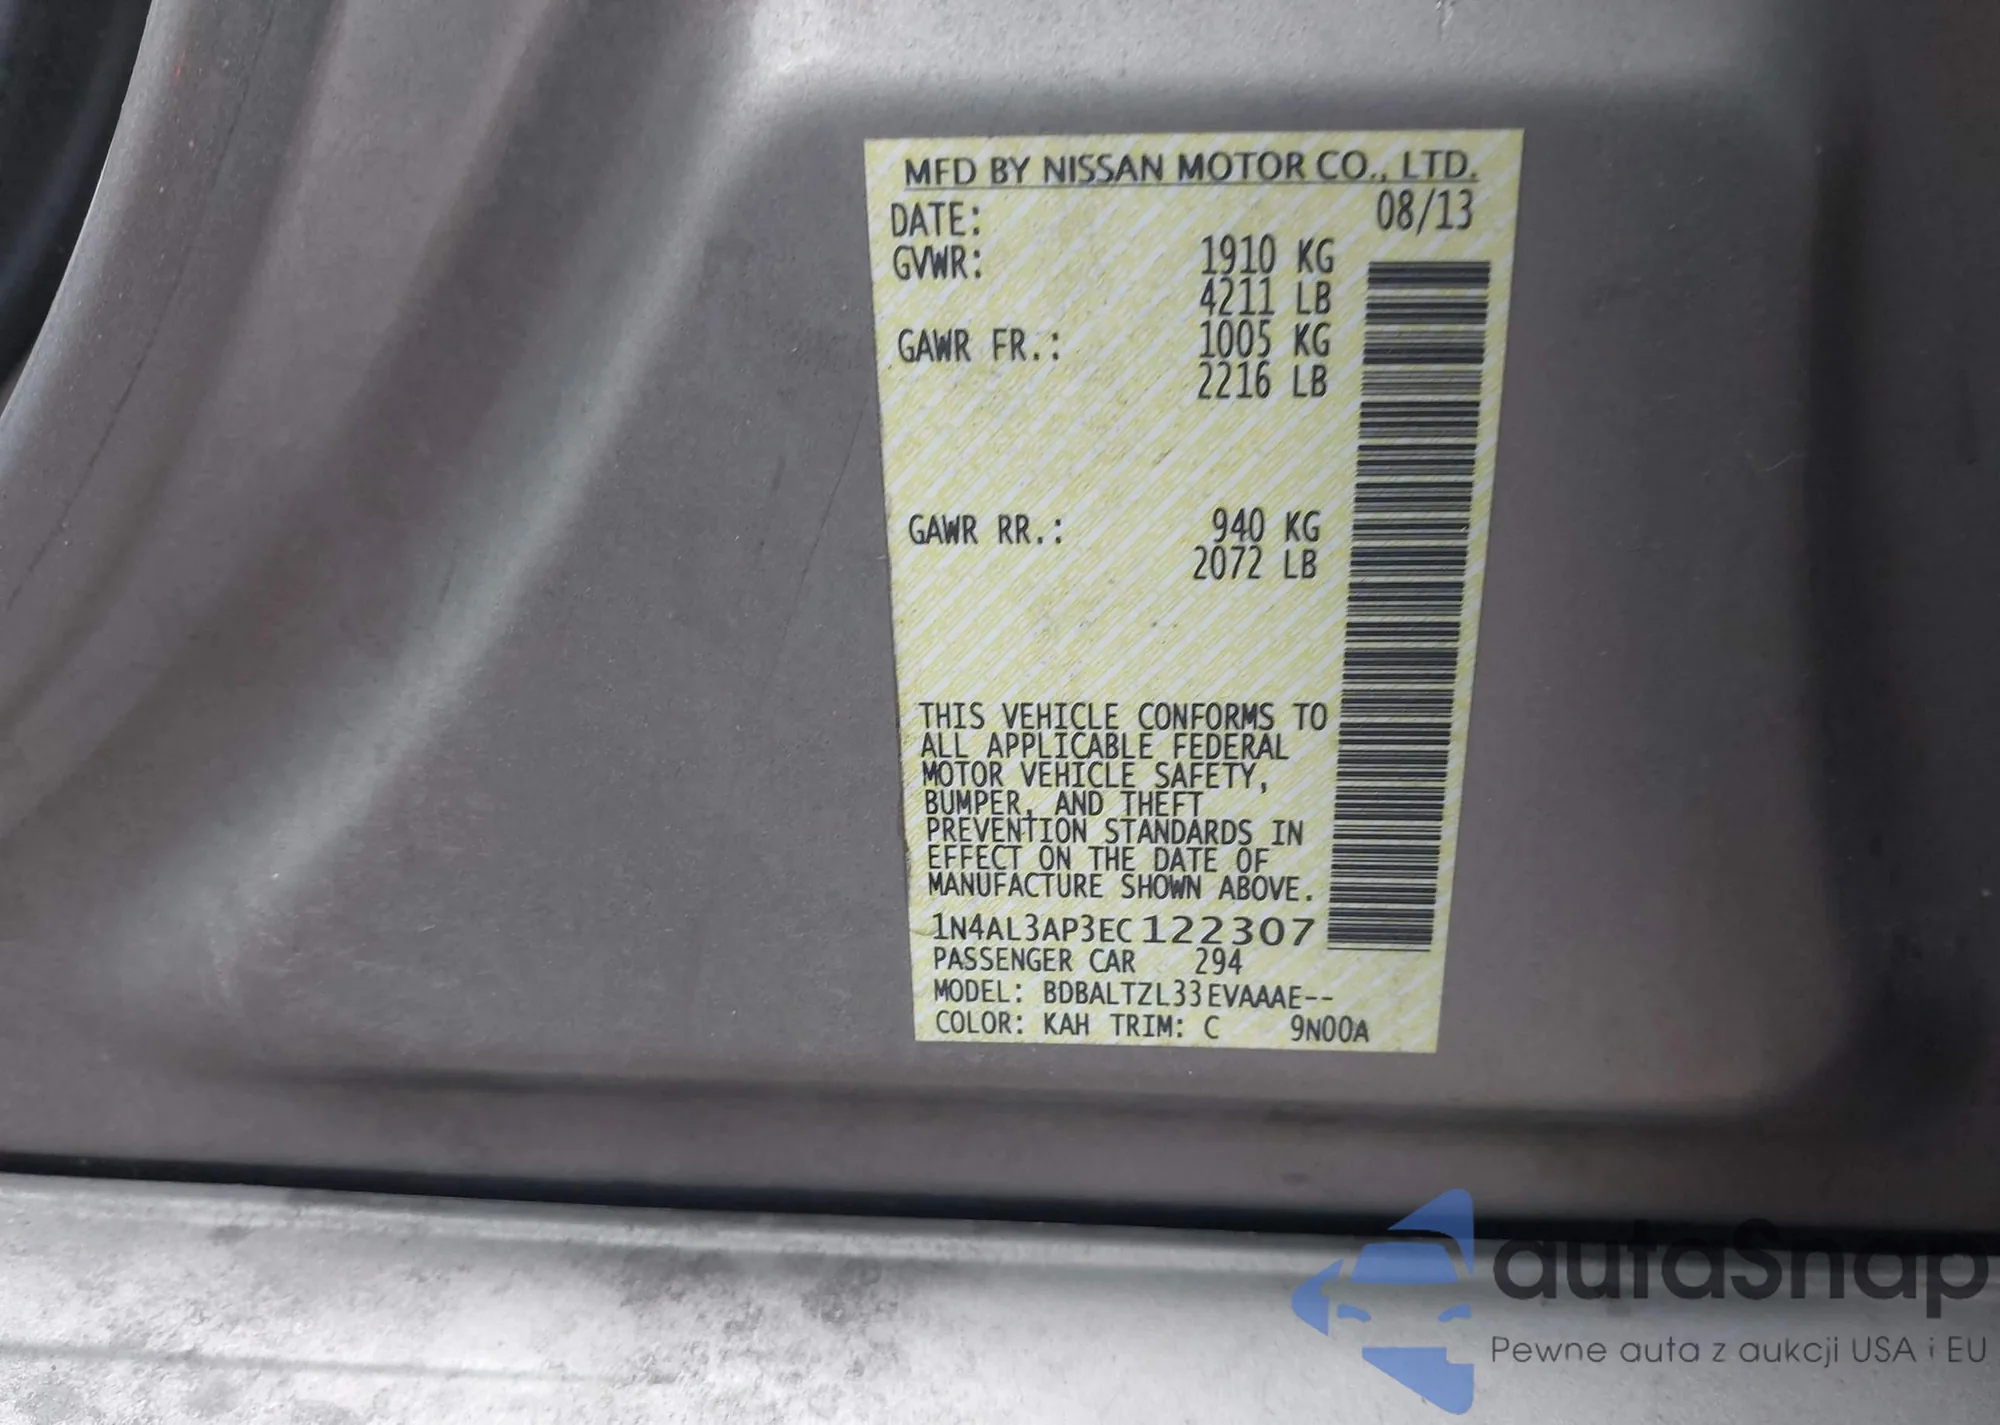 MFD BY NISSAN MOTOR CO., LTD.
DATE: 08/13
GVWR: 1910 KG
4211 LB
GAWR FR.: 1005 KG
2216 LB
GAWR RR.: 940 KG
2072 LB
THIS VEHICLE CONFORMS TO
ALL APPLICABLE FEDERAL
MOTOR VEHICLE SAFETY,
BUMPER, AND THEFT
PREVENTION STANDARDS IN
EFFECT ON THE DATE OF
MANUFACTURE SHOWN ABOVE.
1N4AL3AP3EC122307
PASSENGER CAR 294
MODEL: BDBALTZL33EVAAAE--
COLOR: KAH TRIM: C 9N00A
autaSnap
Pewne auta z aukcji USA i EU